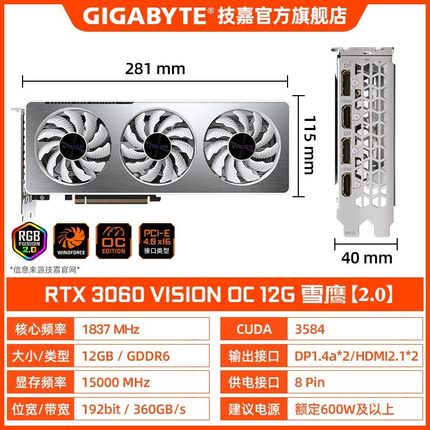 GIGABYTE™ 技嘉官方旗舰店
281 mm
115 mm
VISION
VISION
VISION
40 mm
RGB FUSION 2.0
WINDFORCE
OC EDITION
PCI-E 4.0 x16 接口类型
*信息来源技嘉官网*
RTX 3060 VISION OC 12G 雪鹰【2.0】
核心频率 1837 MHz CUDA 3584
大小/类型 12GB / GDDR6 输出接口 DP1.4a*2/HDMI2.1*2
显存频率 15000 MHz 供电接口 8 Pin
位宽/带宽 192bit / 360GB/s 建议电源 额定600W及以上